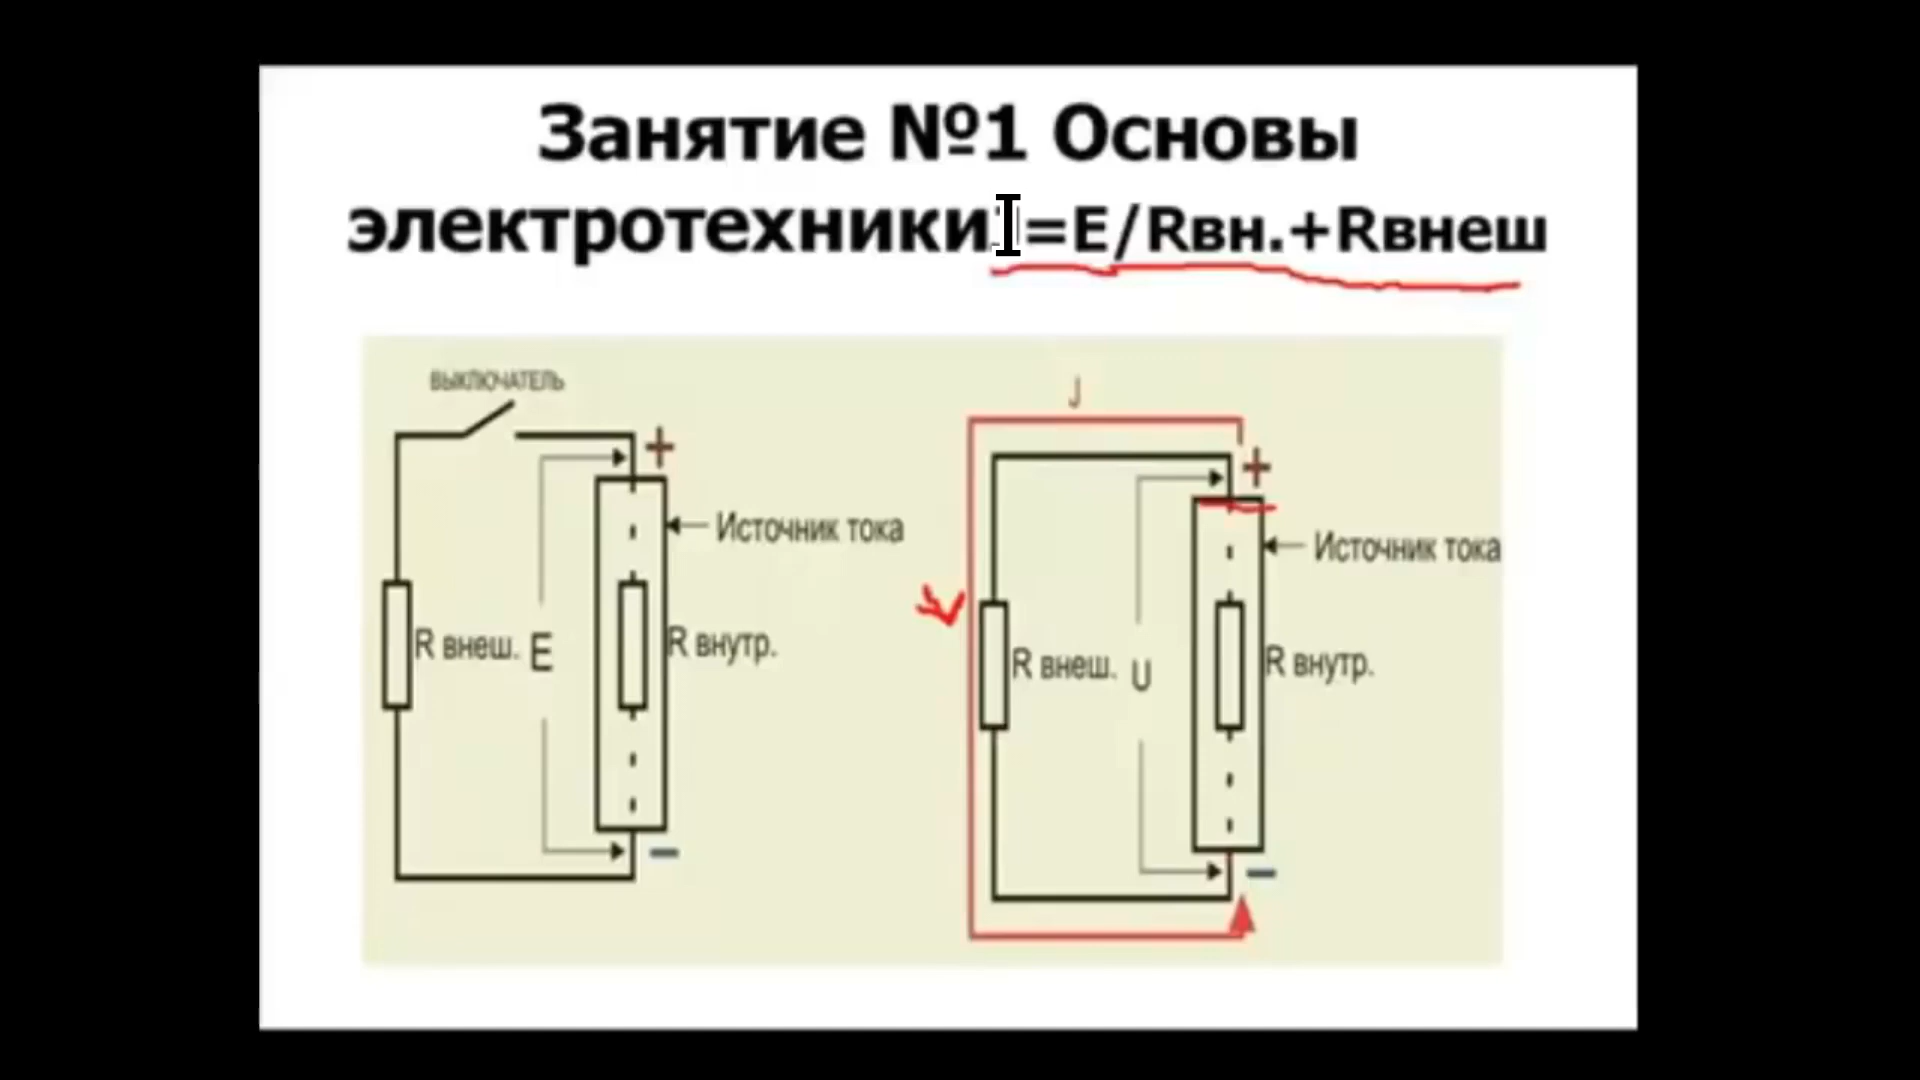 Занятие №1 Основы
электротехники =E/Rвн.+Rвнеш
ВЫКЛЮЧАТЕЛЬ
J
+
+
Источник тока
Источник тока
R внеш. E
R внутр.
R внеш. U
R внутр.
−
−